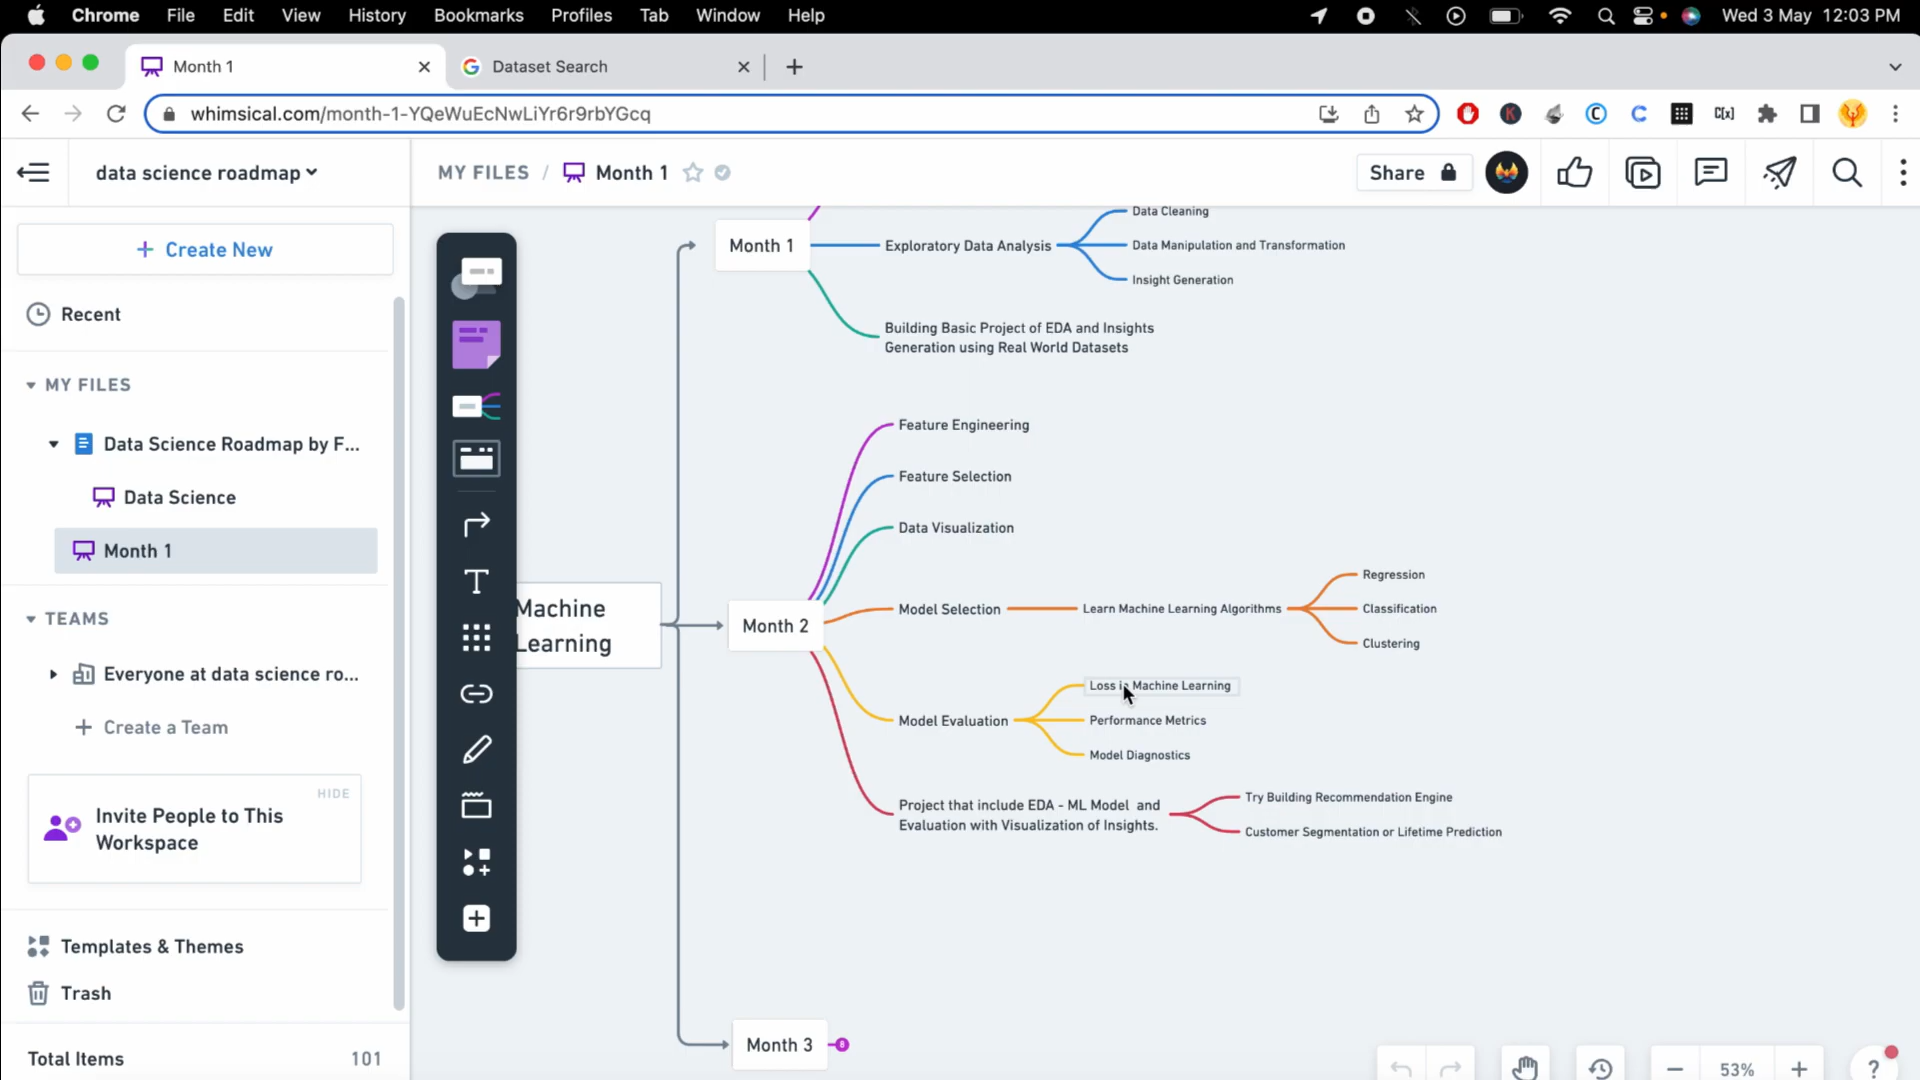 Chrome File Edit View History Bookmarks Profiles Tab Window Help Wed 3 May 12:03 PM
Month 1
Dataset Search
whimsical.com/month-1-YQeWuEcNwLiYr6r9rbYGcq
C[x]
data science roadmap
MY FILES / Month 1
Share
Create New
Recent
MY FILES
Data Science Roadmap by F...
Data Science
Month 1
TEAMS
Everyone at data science ro...
Create a Team
HIDE
Invite People to This
Workspace
Templates & Themes
Trash
Total Items 101
Machine
Learning
Month 1
Exploratory Data Analysis
Data Cleaning
Data Manipulation and Transformation
Insight Generation
Building Basic Project of EDA and Insights
Generation using Real World Datasets
Month 2
Feature Engineering
Feature Selection
Data Visualization
Model Selection
Learn Machine Learning Algorithms
Regression
Classification
Clustering
Model Evaluation
Loss in Machine Learning
Performance Metrics
Model Diagnostics
Project that include EDA - ML Model and
Evaluation with Visualization of Insights.
Try Building Recommendation Engine
Customer Segmentation or Lifetime Prediction
Month 3
8
53%
?